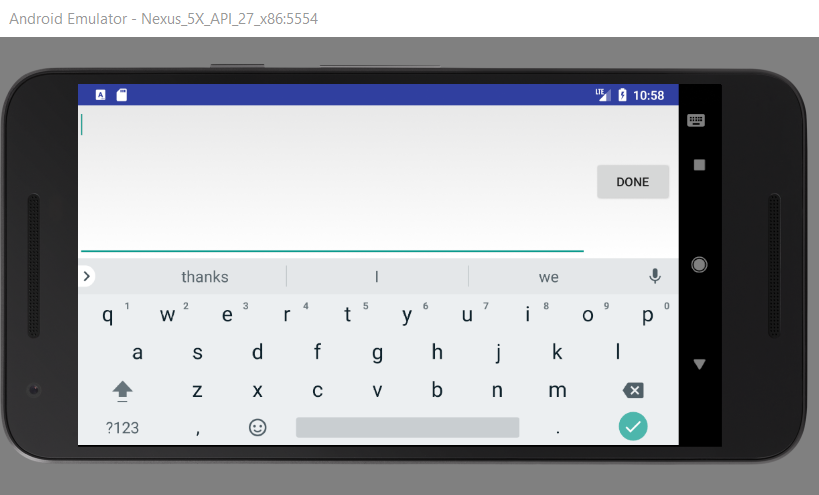 Android Emulator - Nexus_5X_API_27_x86:5554
A LTE 10:58
DONE
thanks I we
q 1 w 2 e 3 r 4 t 5 y 6 u 7 i 8 o 9 p 0
a s d f g h j k l
z x c v b n m
?123 , .